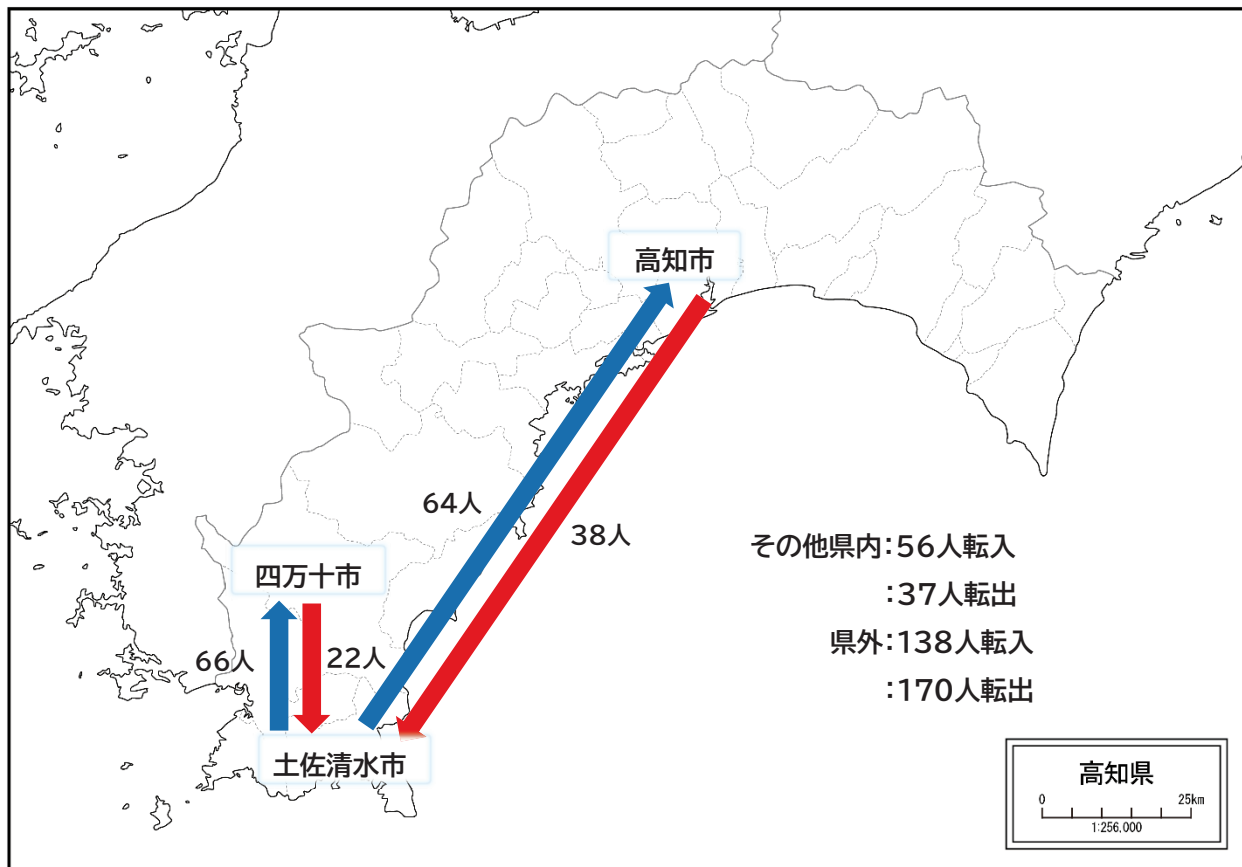 高知市
64人
38人
四万十市
66人
22人
土佐清水市
その他県内:56人転入
:37人転出
県外:138人転入
:170人転出
高知県
0 25km
1:256,000